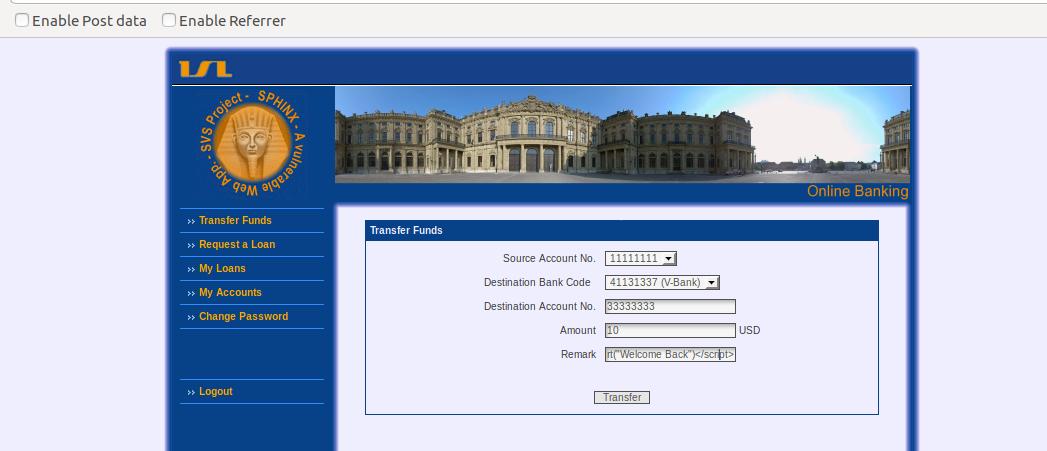 Enable Post data Enable Referrer
ISL
SVS Project - SPHINX - A vulnerable Web App. -
Online Banking
›› Transfer Funds
›› Request a Loan
›› My Loans
›› My Accounts
›› Change Password
›› Logout
Transfer Funds
Source Account No. 11111111
Destination Bank Code 41131337 (V-Bank)
Destination Account No. 33333333
Amount 10 USD
Remark rt("Welcome Back")</script>
Transfer